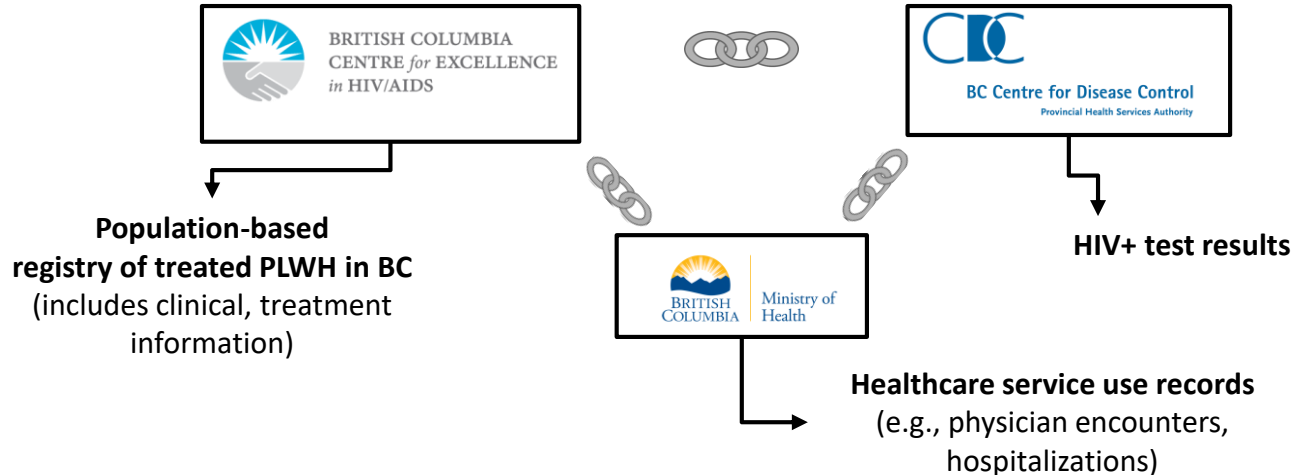 BRITISH COLUMBIA
CENTRE for EXCELLENCE
in HIV/AIDS
CDC
BC Centre for Disease Control
Provincial Health Services Authority
Population-based
registry of treated PLWH in BC
(includes clinical, treatment
information)
HIV+ test results
BRITISH
COLUMBIA
Ministry of
Health
Healthcare service use records
(e.g., physician encounters,
hospitalizations)